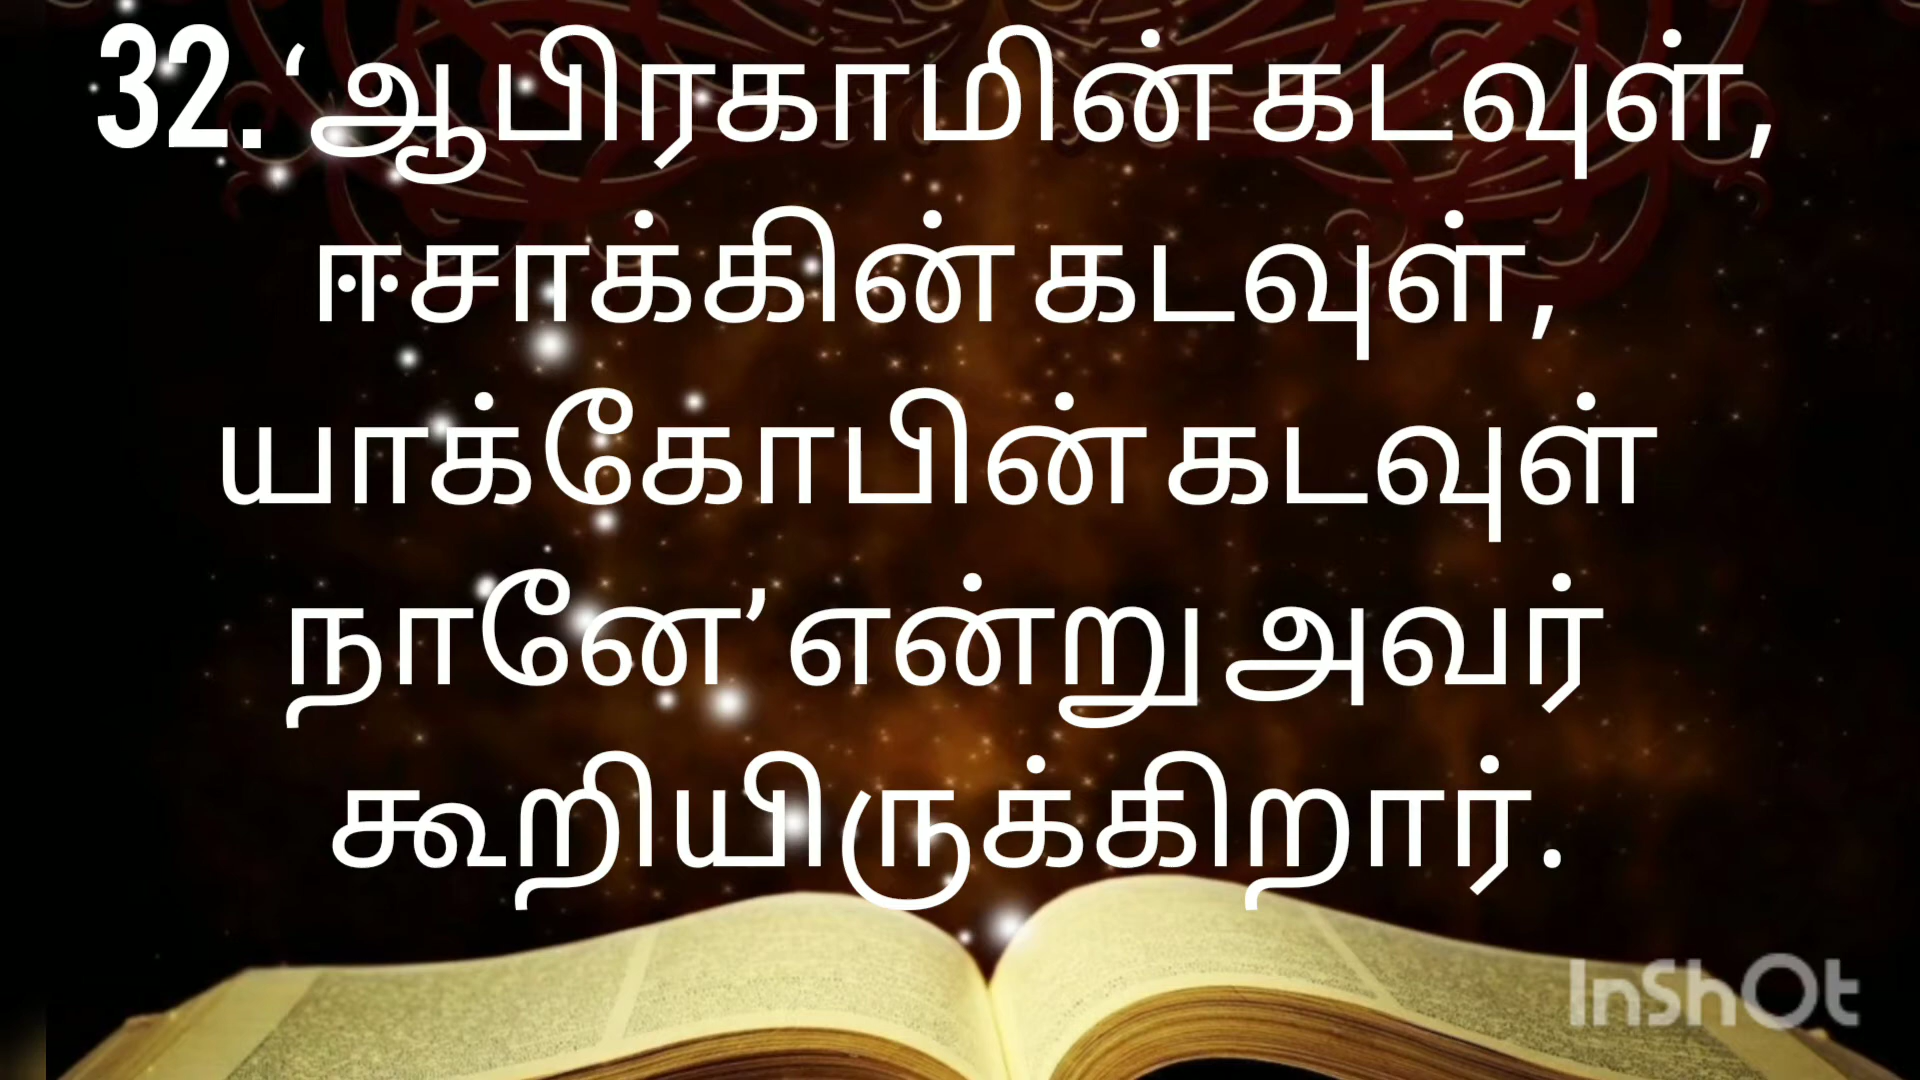 32. ‘ஆபிரகாமின் கடவுள்,
ஈசாக்கின் கடவுள்,
யாக்கோபின் கடவுள்
நானே’ என்று அவர்
கூறியிருக்கிறார்.
InShOt